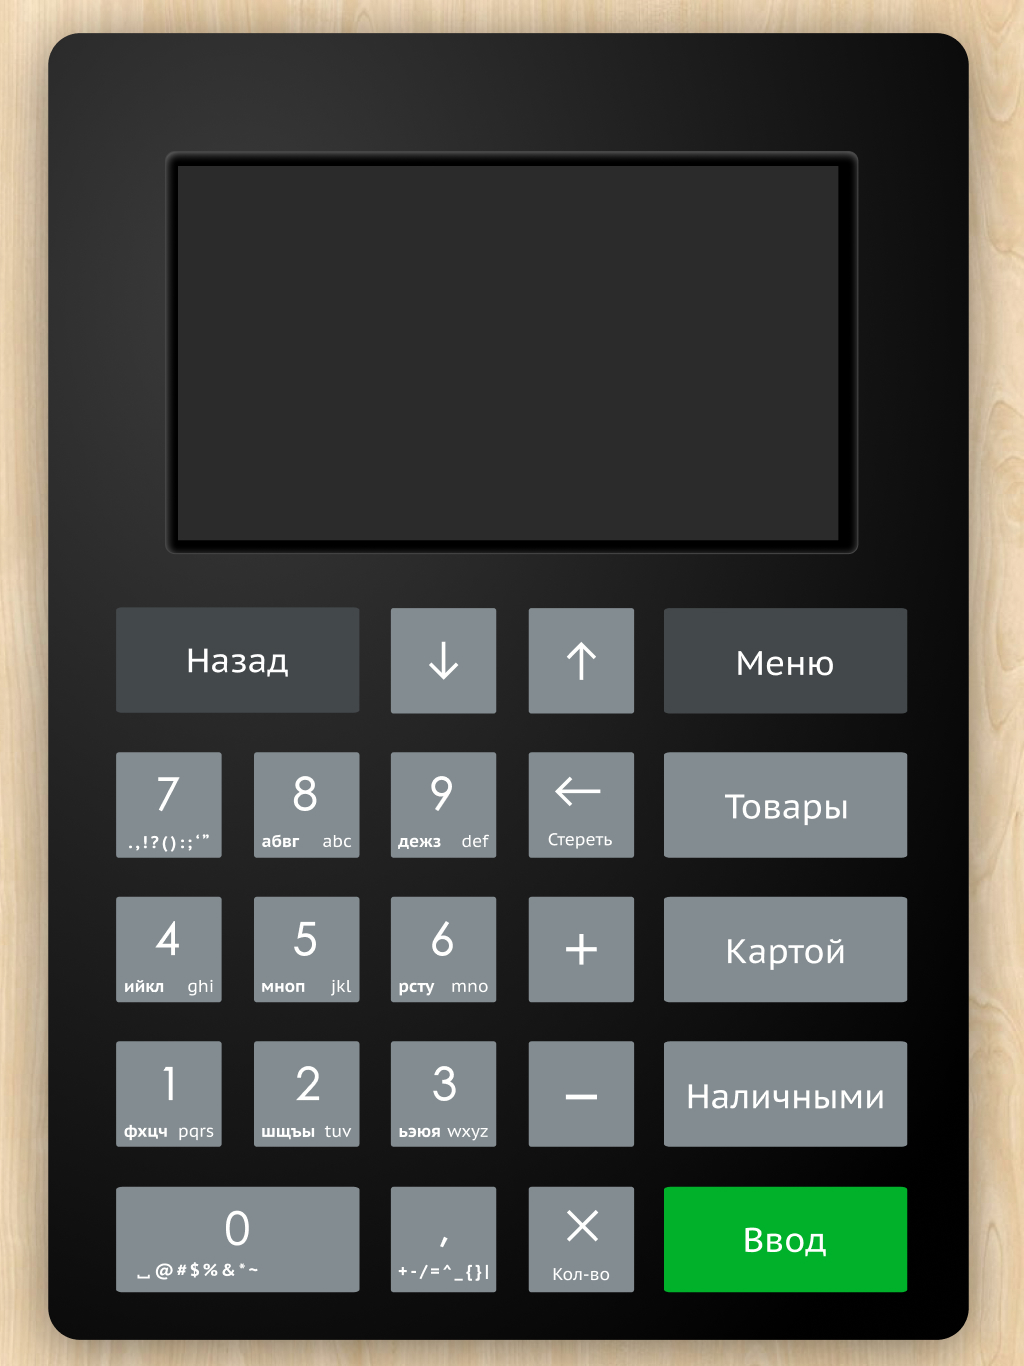 Назад ↓ ↑ Меню
7 8 9 ← Товары
.,!?():;‘” абвг abc дежз def Стереть
4 5 6 + Картой
ийкл ghi мноп jkl рсту mno
1 2 3 − Наличными
фхцч pqrs шщъы tuv ьэюя wxyz
0 , × Ввод
␣@#$%&*~ +-/=^_{}| Кол-во